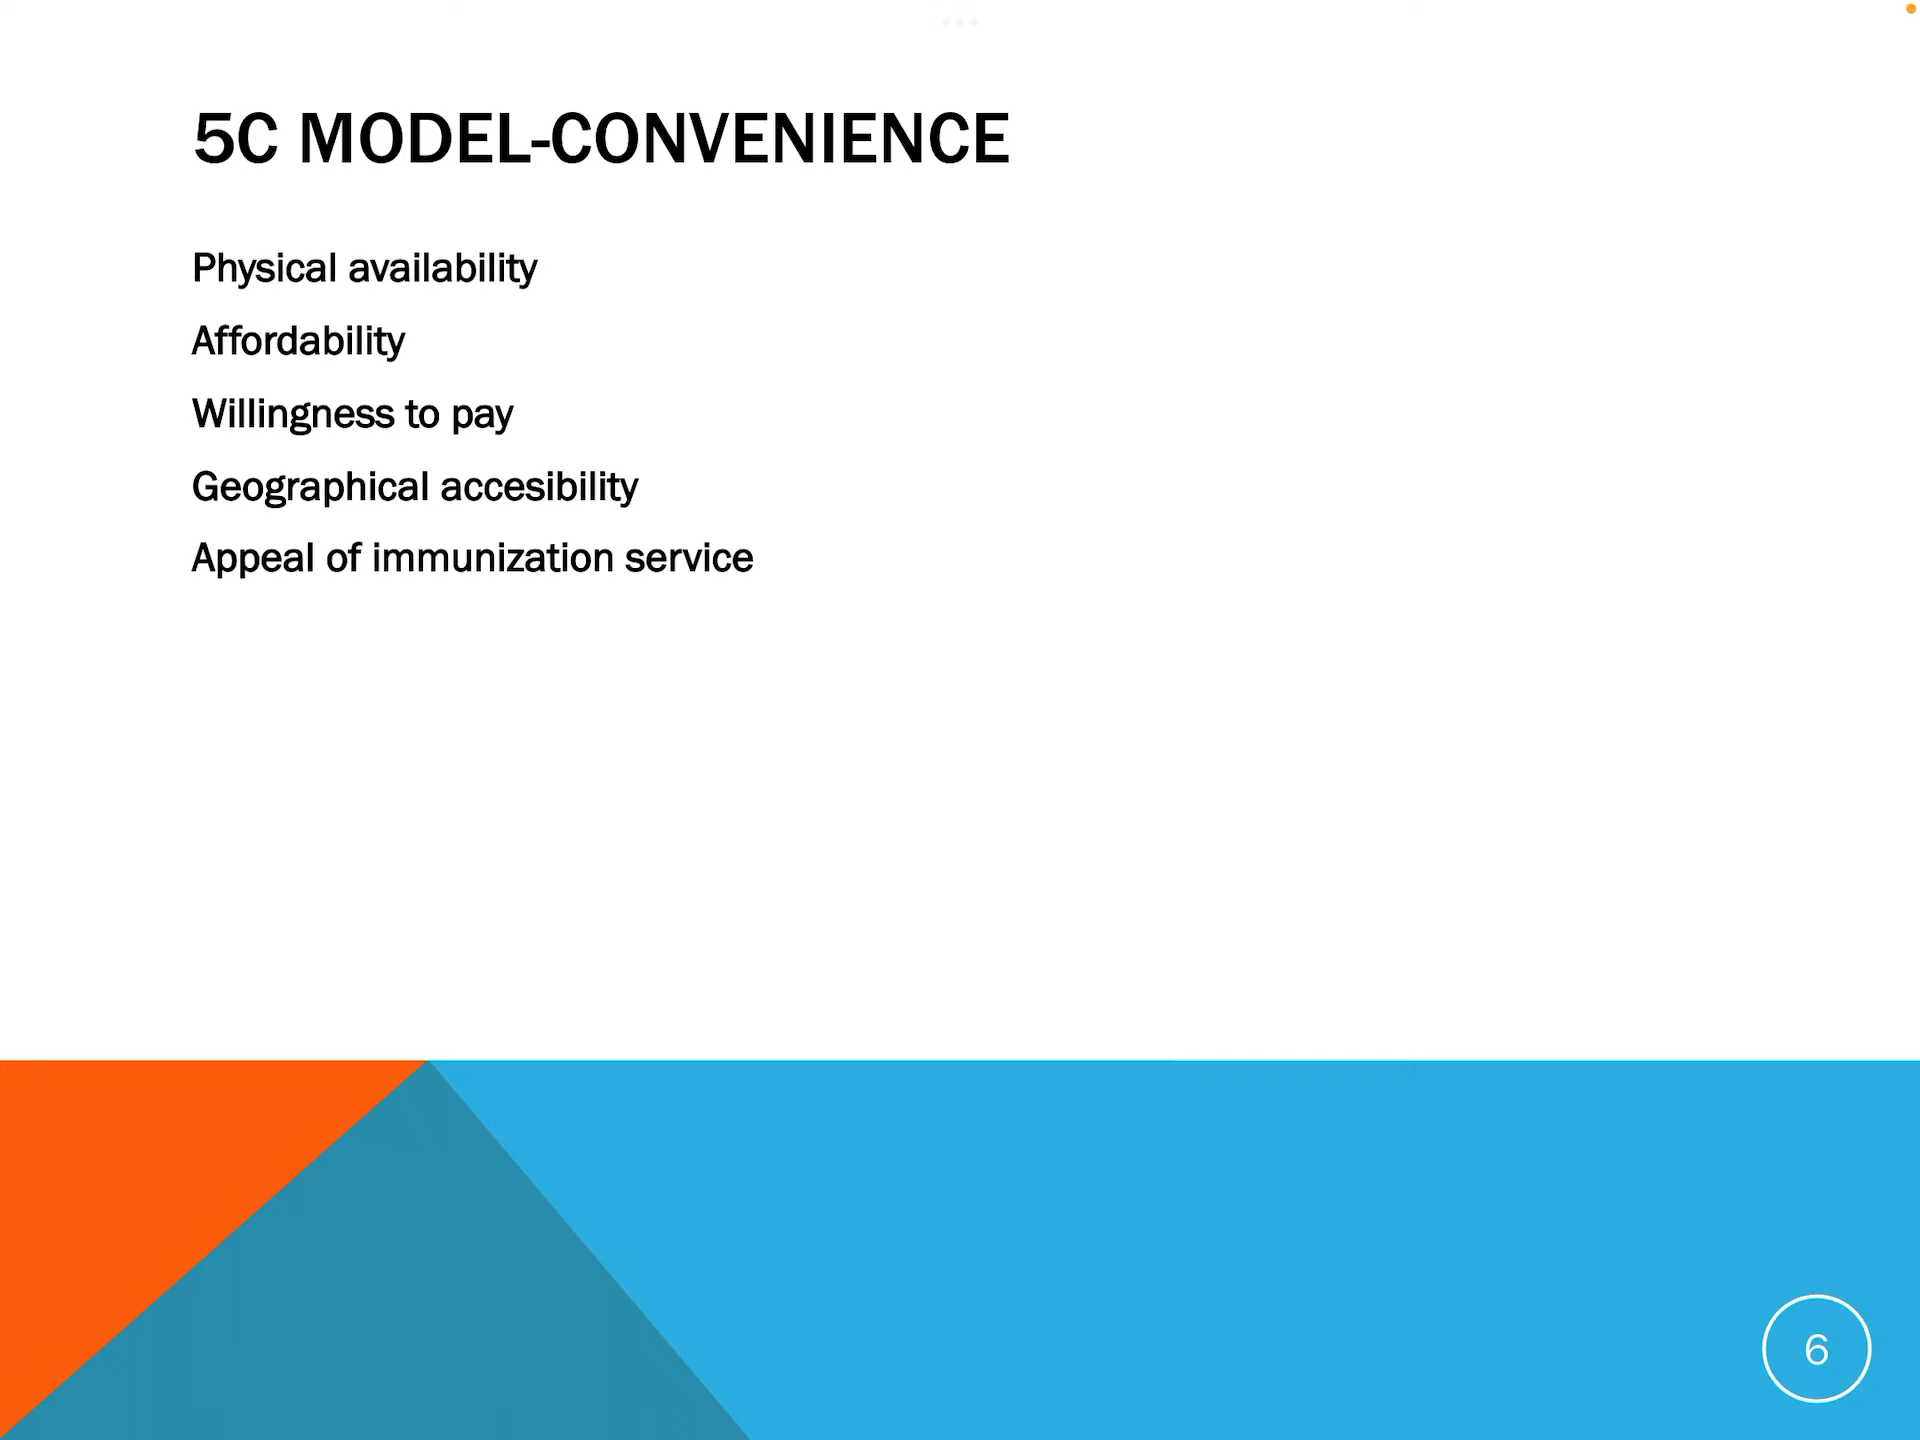 5C MODEL-CONVENIENCE
Physical availability
Affordability
Willingness to pay
Geographical accesibility
Appeal of immunization service
6